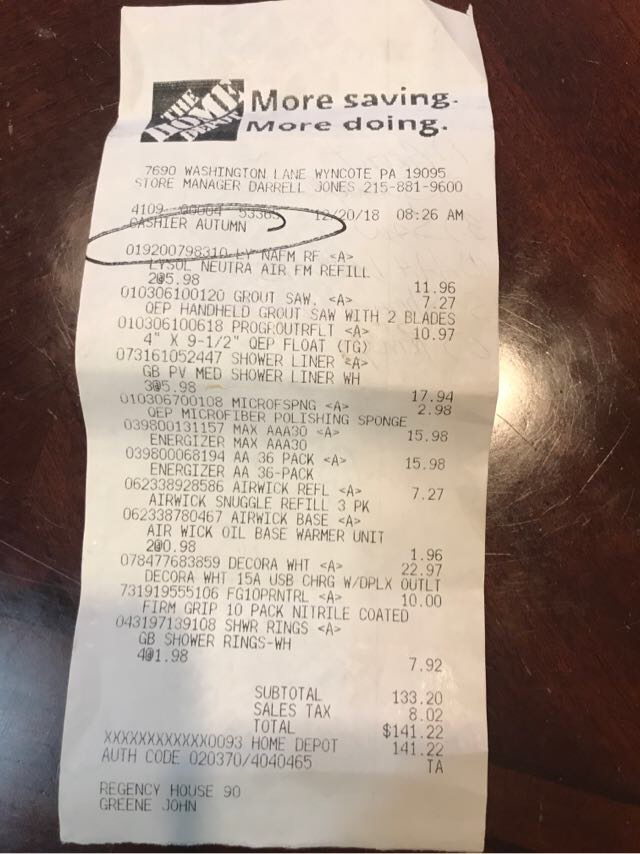 THE
HOME
DEPOT
More saving.
More doing.
7690 WASHINGTON LANE WYNCOTE PA 19095
STORE MANAGER DARRELL JONES 215-881-9600
4109 00004 53365 12/20/18 08:26 AM
CASHIER AUTUMN
019200798310 LY NAFM RF <A>
LYSOL NEUTRA AIR FM REFILL
2@5.98 11.96
010306100120 GROUT SAW, <A> 7.27
QEP HANDHELD GROUT SAW WITH 2 BLADES
010306100618 PROGROUTRFLT <A> 10.97
4" X 9-1/2" QEP FLOAT (TG)
073161052447 SHOWER LINER <A>
GB PV MED SHOWER LINER WH
3@5.98 17.94
010306700108 MICROFSPNG <A> 2.98
QEP MICROFIBER POLISHING SPONGE
039800131157 MAX AAA30 <A> 15.98
ENERGIZER MAX AAA30
039800068194 AA 36 PACK <A> 15.98
ENERGIZER AA 36-PACK
062338928586 AIRWICK REFL <A> 7.27
AIRWICK SNUGGLE REFILL 3 PK
062338780467 AIRWICK BASE <A>
AIR WICK OIL BASE WARMER UNIT
2@0.98 1.96
078477683859 DECORA WHT <A> 22.97
DECORA WHT 15A USB CHRG W/DPLX OUTLT
731919555106 FG10PRNTRL <A> 10.00
FIRM GRIP 10 PACK NITRILE COATED
043197139108 SHWR RINGS <A>
GB SHOWER RINGS-WH
4@1.98 7.92
SUBTOTAL 133.20
SALES TAX 8.02
TOTAL $141.22
XXXXXXXXXXXX0093 HOME DEPOT 141.22
AUTH CODE 020370/4040465 TA
REGENCY HOUSE 90
GREENE JOHN